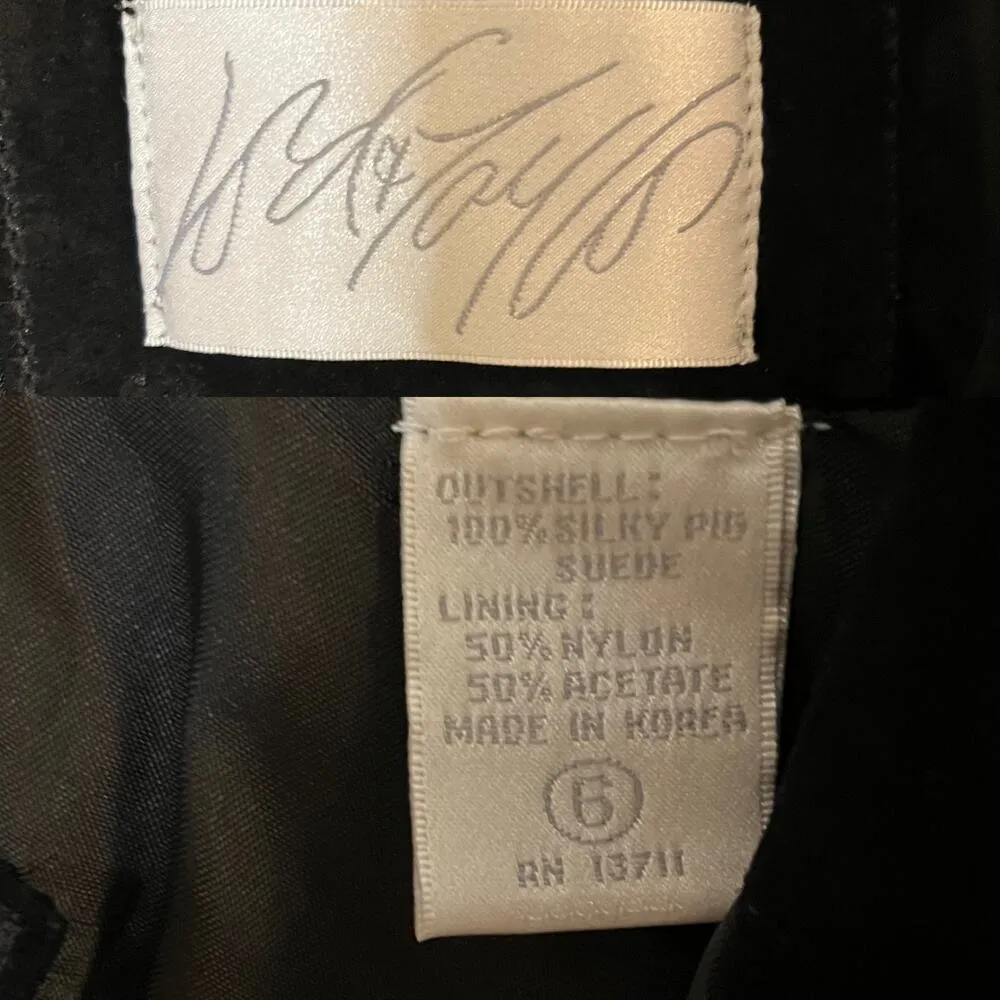 OUTSHELL:
100% SILKY PIG
SUEDE
LINING:
50% NYLON
50% ACETATE
MADE IN KOREA
6
RN 13711